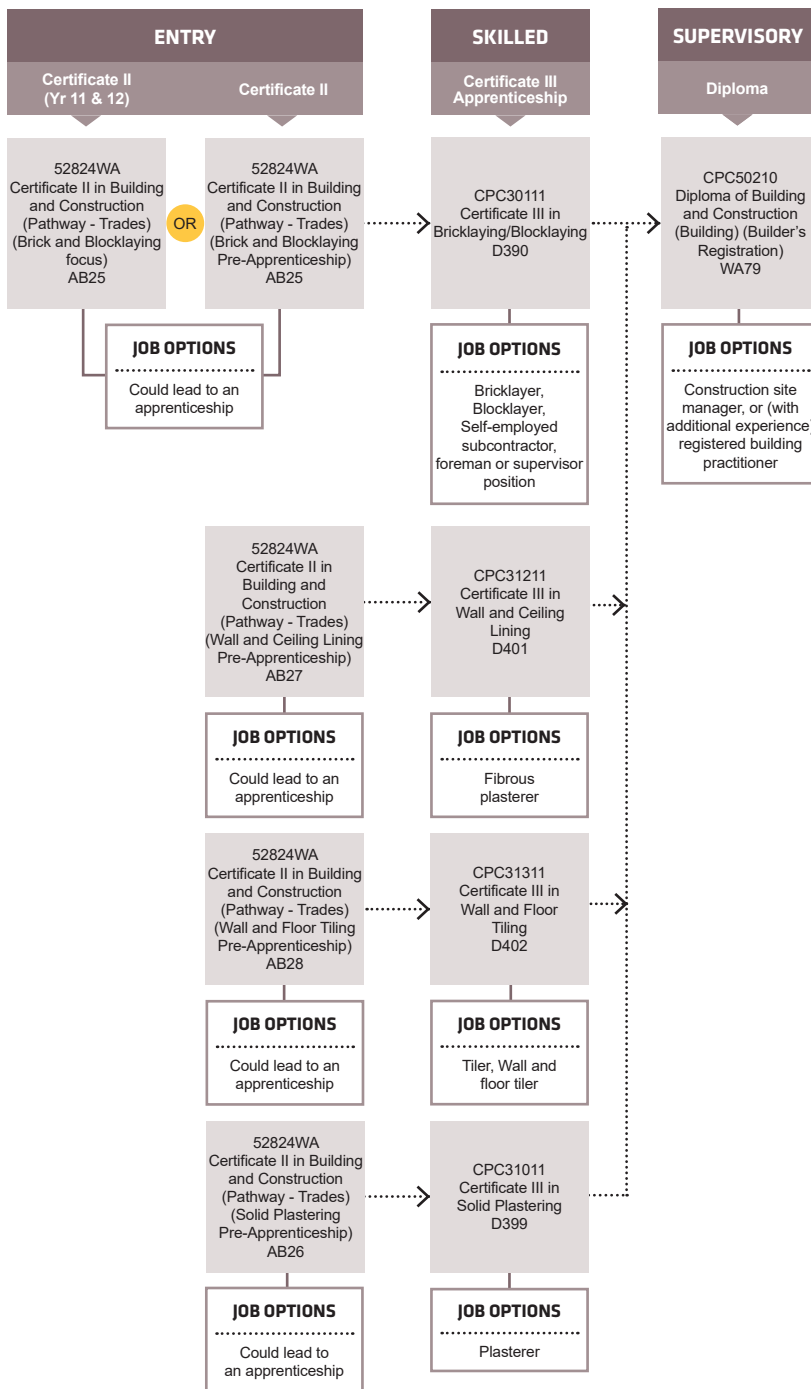 ENTRY
SKILLED
SUPERVISORY
Certificate II
(Yr 11 & 12)
Certificate II
Certificate III
Apprenticeship
Diploma
52824WA
Certificate II in Building
and Construction
(Pathway - Trades)
(Brick and Blocklaying
focus)
AB25
OR
52824WA
Certificate II in Building
and Construction
(Pathway - Trades)
(Brick and Blocklaying
Pre-Apprenticeship)
AB25
CPC30111
Certificate III in
Bricklaying/Blocklaying
D390
CPC50210
Diploma of Building
and Construction
(Building) (Builder's
Registration)
WA79
JOB OPTIONS
Could lead to an
apprenticeship
JOB OPTIONS
Bricklayer,
Blocklayer,
Self-employed
subcontractor,
foreman or supervisor
position
JOB OPTIONS
Construction site
manager, or (with
additional experience)
registered building
practitioner
52824WA
Certificate II in
Building and
Construction
(Pathway - Trades)
(Wall and Ceiling Lining
Pre-Apprenticeship)
AB27
CPC31211
Certificate III in
Wall and Ceiling
Lining
D401
JOB OPTIONS
Could lead to an
apprenticeship
JOB OPTIONS
Fibrous
plasterer
52824WA
Certificate II in Building
and Construction
(Pathway - Trades)
(Wall and Floor Tiling
Pre-Apprenticeship)
AB28
CPC31311
Certificate III in
Wall and Floor
Tiling
D402
JOB OPTIONS
Could lead to an
apprenticeship
JOB OPTIONS
Tiler, Wall and
floor tiler
52824WA
Certificate II in Building
and Construction
(Pathway - Trades)
(Solid Plastering
Pre-Apprenticeship)
AB26
CPC31011
Certificate III in
Solid Plastering
D399
JOB OPTIONS
Could lead to
an apprenticeship
JOB OPTIONS
Plasterer